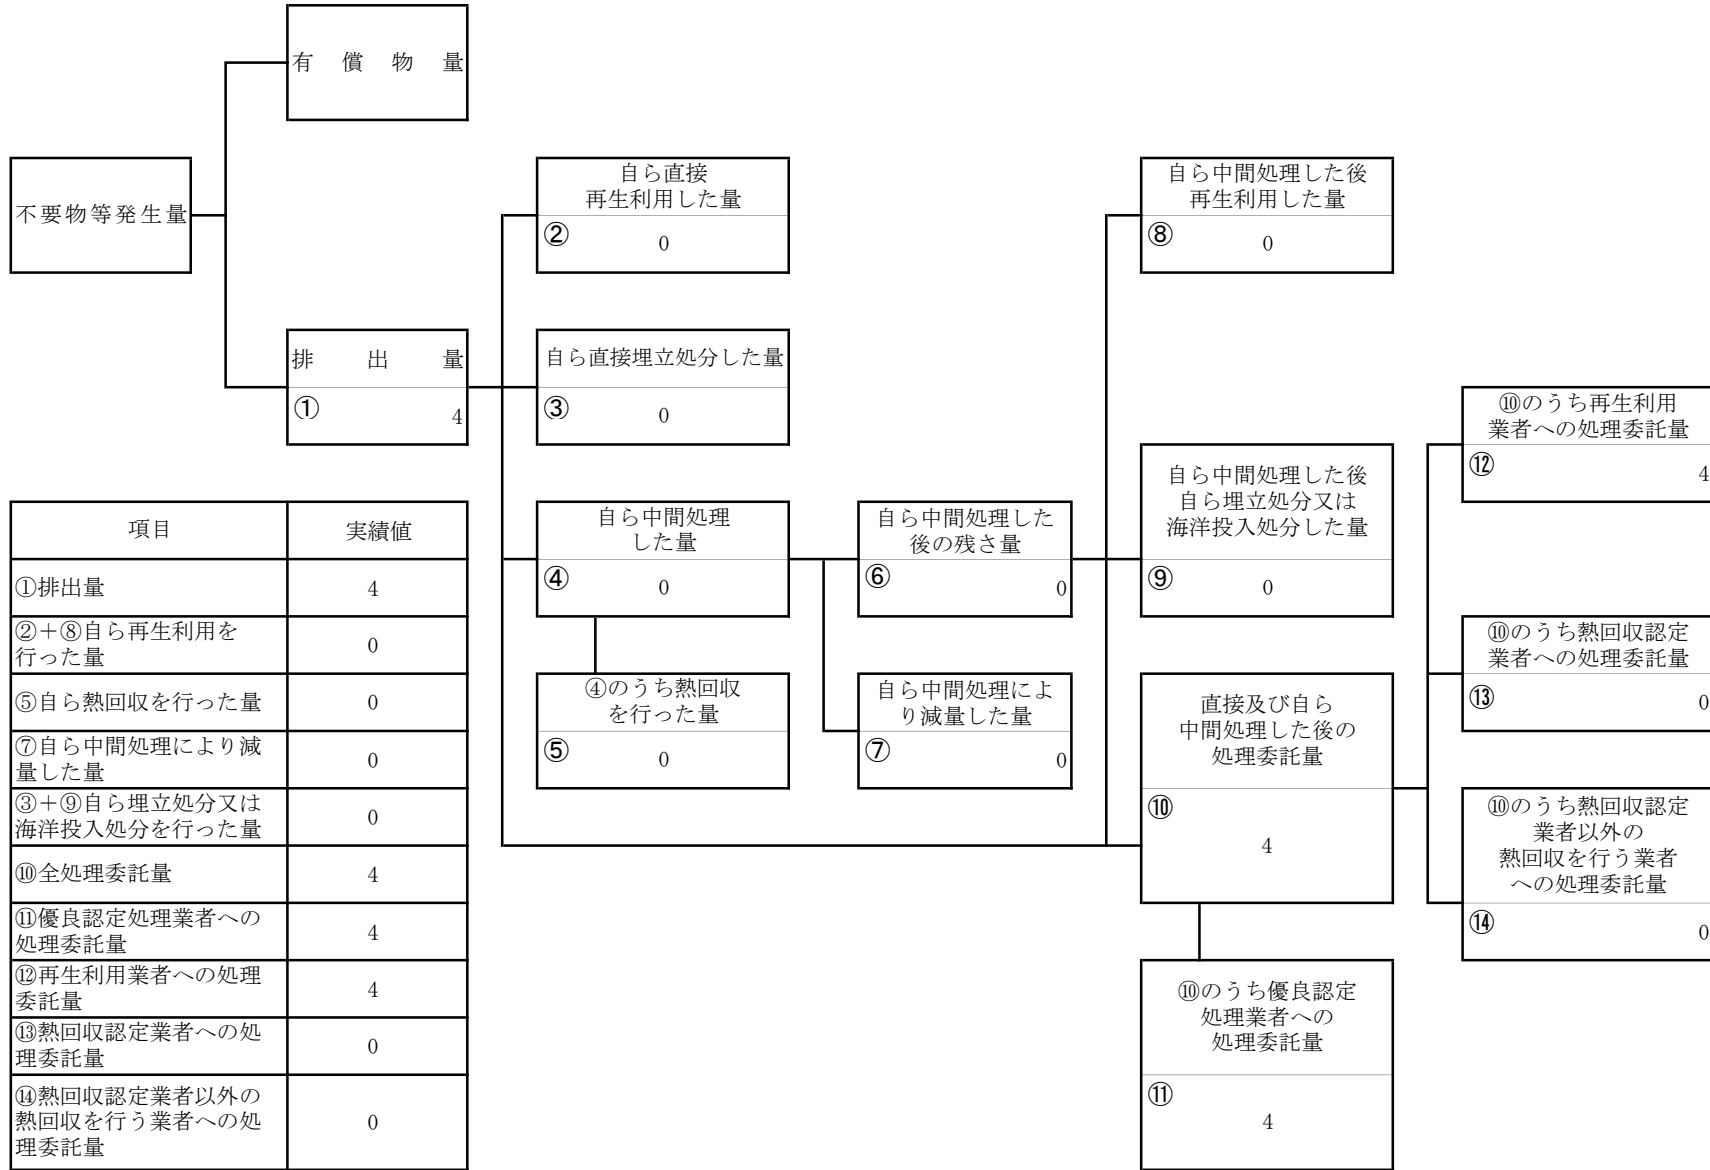 有償物量
不要物等発生量
排出量
① 4
自ら直接
再生利用した量
② 0
自ら直接埋立処分した量
③ 0
自ら中間処理
した量
④ 0
④のうち熱回収
を行った量
⑤ 0
自ら中間処理した
後の残さ量
⑥ 0
自ら中間処理によ
り減量した量
⑦ 0
自ら中間処理した後
再生利用した量
⑧ 0
自ら中間処理した後
自ら埋立処分又は
海洋投入処分した量
⑨ 0
直接及び自ら
中間処理した後の
処理委託量
⑩
4
⑩のうち優良認定
処理業者への
処理委託量
⑪
4
⑩のうち再生利用
業者への処理委託量
⑫ 4
⑩のうち熱回収認定
業者への処理委託量
⑬ 0
⑩のうち熱回収認定
業者以外の
熱回収を行う業者
への処理委託量
⑭ 0
項目 実績値
①排出量 4
②+⑧自ら再生利用を
行った量 0
⑤自ら熱回収を行った量 0
⑦自ら中間処理により減
量した量 0
③+⑨自ら埋立処分又は
海洋投入処分を行った量 0
⑩全処理委託量 4
⑪優良認定処理業者への
処理委託量 4
⑫再生利用業者への処理
委託量 4
⑬熱回収認定業者への処
理委託量 0
⑭熱回収認定業者以外の
熱回収を行う業者への処
理委託量 0